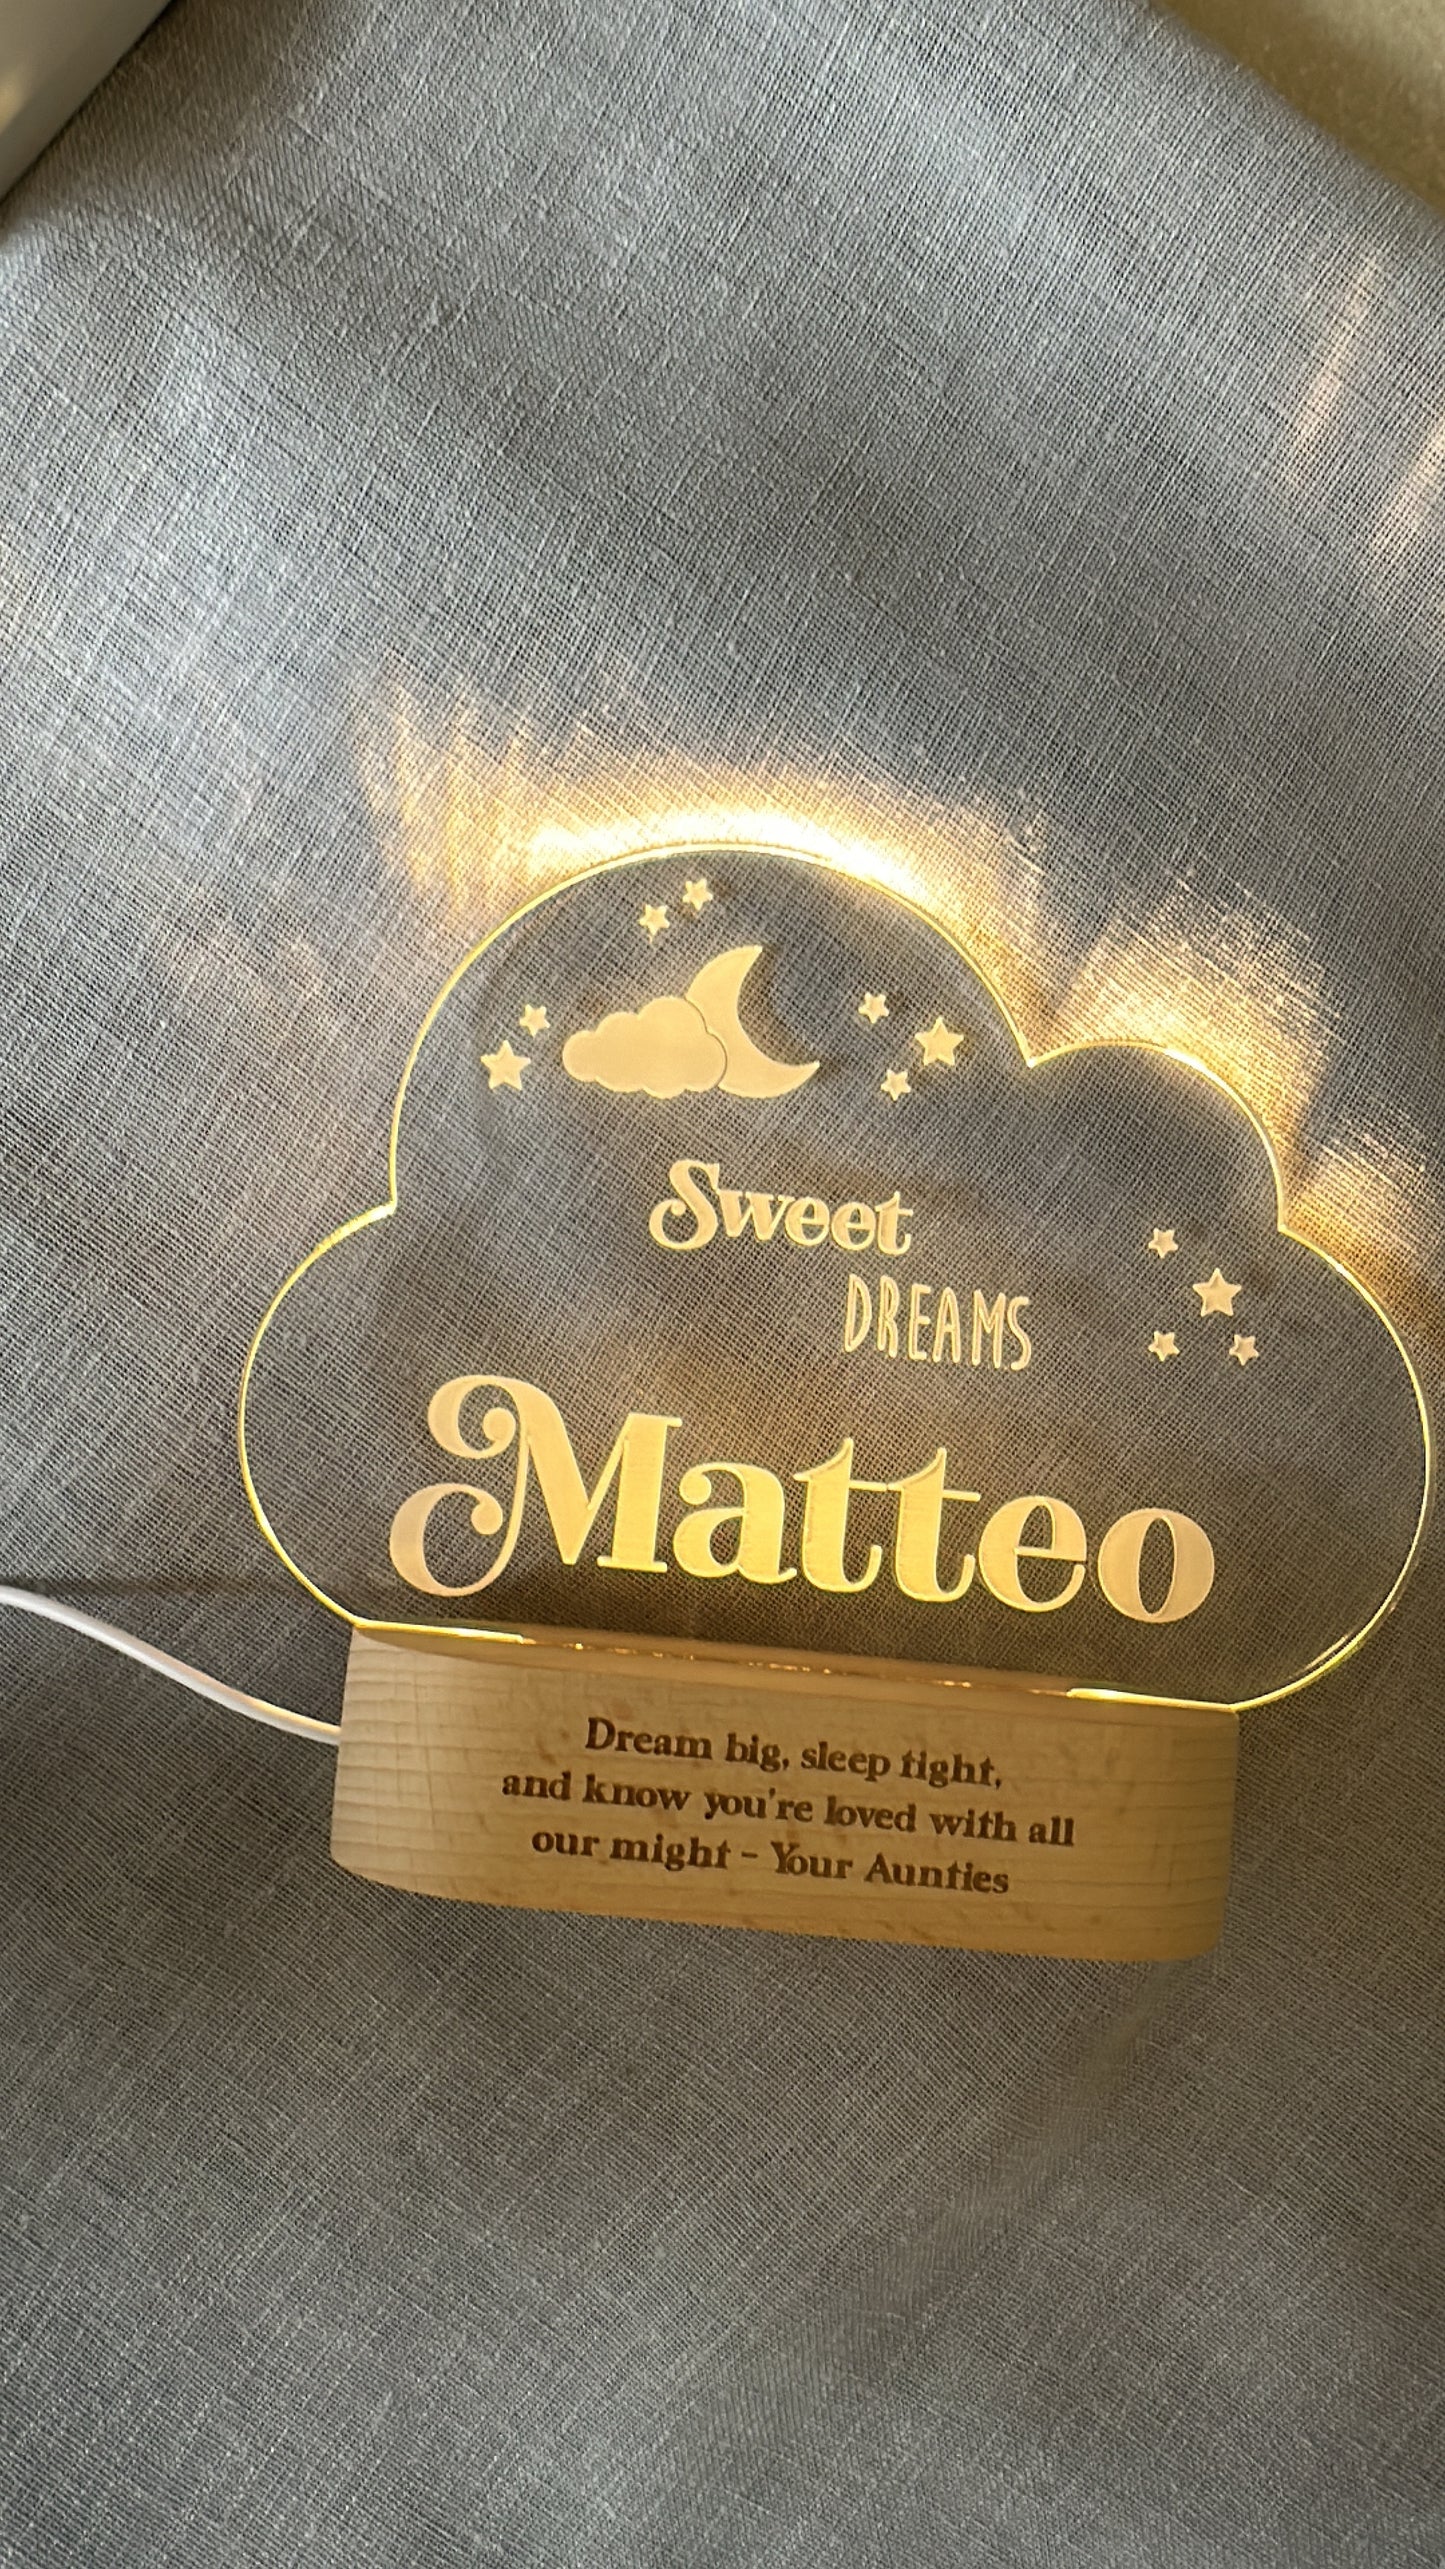 Sweet
DREAMS
Matteo
Dream big, sleep tight,
and know you're loved with all
our might - Your Aunties